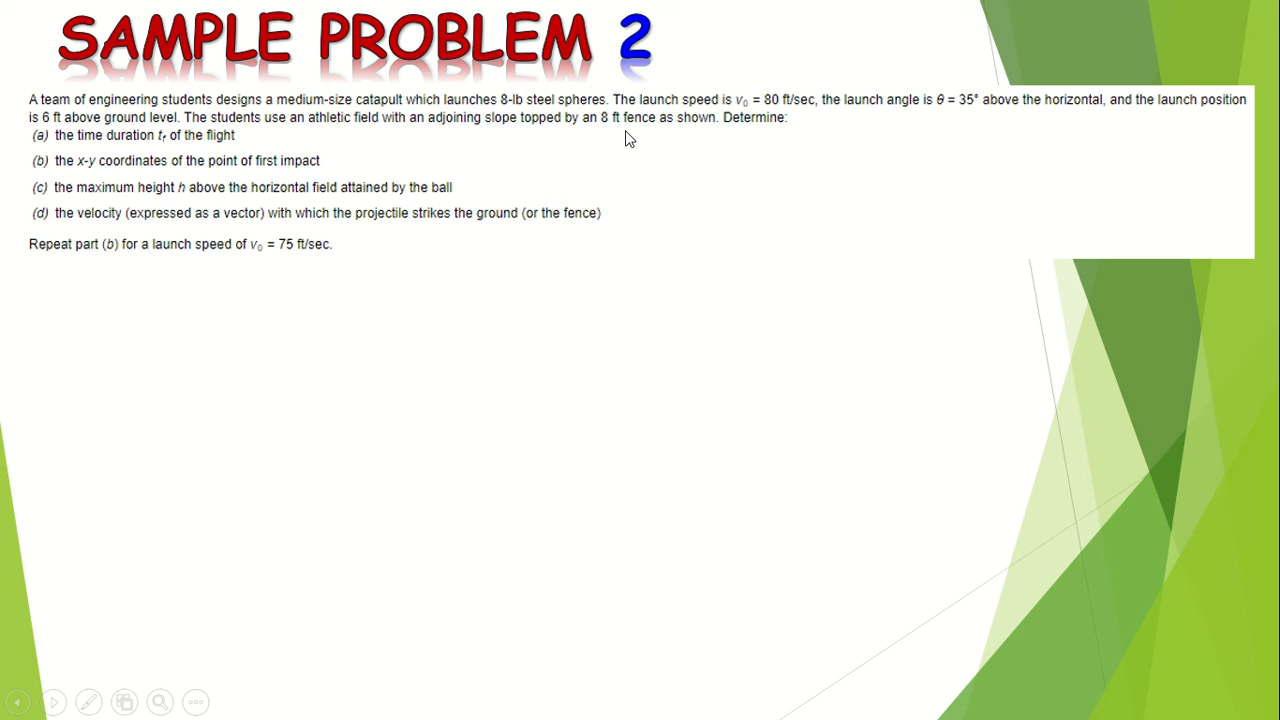 SAMPLE PROBLEM 2
A team of engineering students designs a medium-size catapult which launches 8-lb steel spheres. The launch speed is v₀ = 80 ft/sec, the launch angle is θ = 35° above the horizontal, and the launch position
is 6 ft above ground level. The students use an athletic field with an adjoining slope topped by an 8 ft fence as shown. Determine:
(a) the time duration t_f of the flight
(b) the x-y coordinates of the point of first impact
(c) the maximum height h above the horizontal field attained by the ball
(d) the velocity (expressed as a vector) with which the projectile strikes the ground (or the fence)
Repeat part (b) for a launch speed of v₀ = 75 ft/sec.